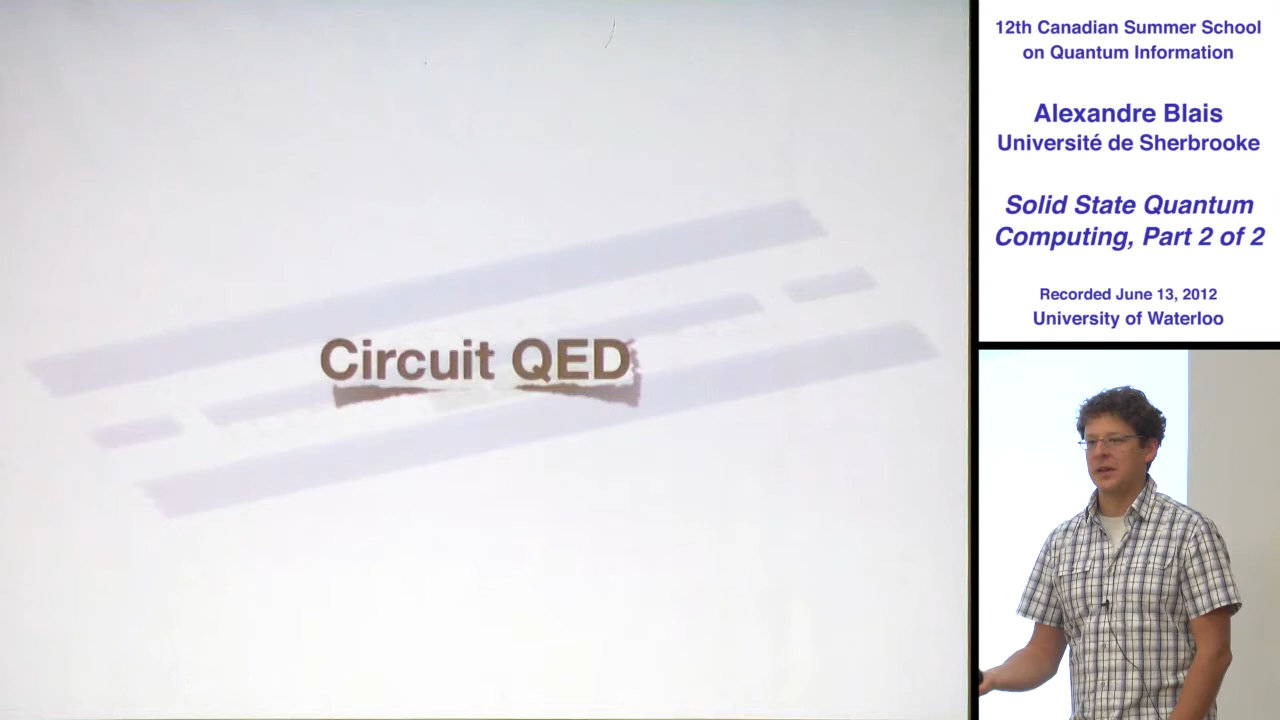 Circuit QED
12th Canadian Summer School
on Quantum Information
Alexandre Blais
Université de Sherbrooke
Solid State Quantum
Computing, Part 2 of 2
Recorded June 13, 2012
University of Waterloo